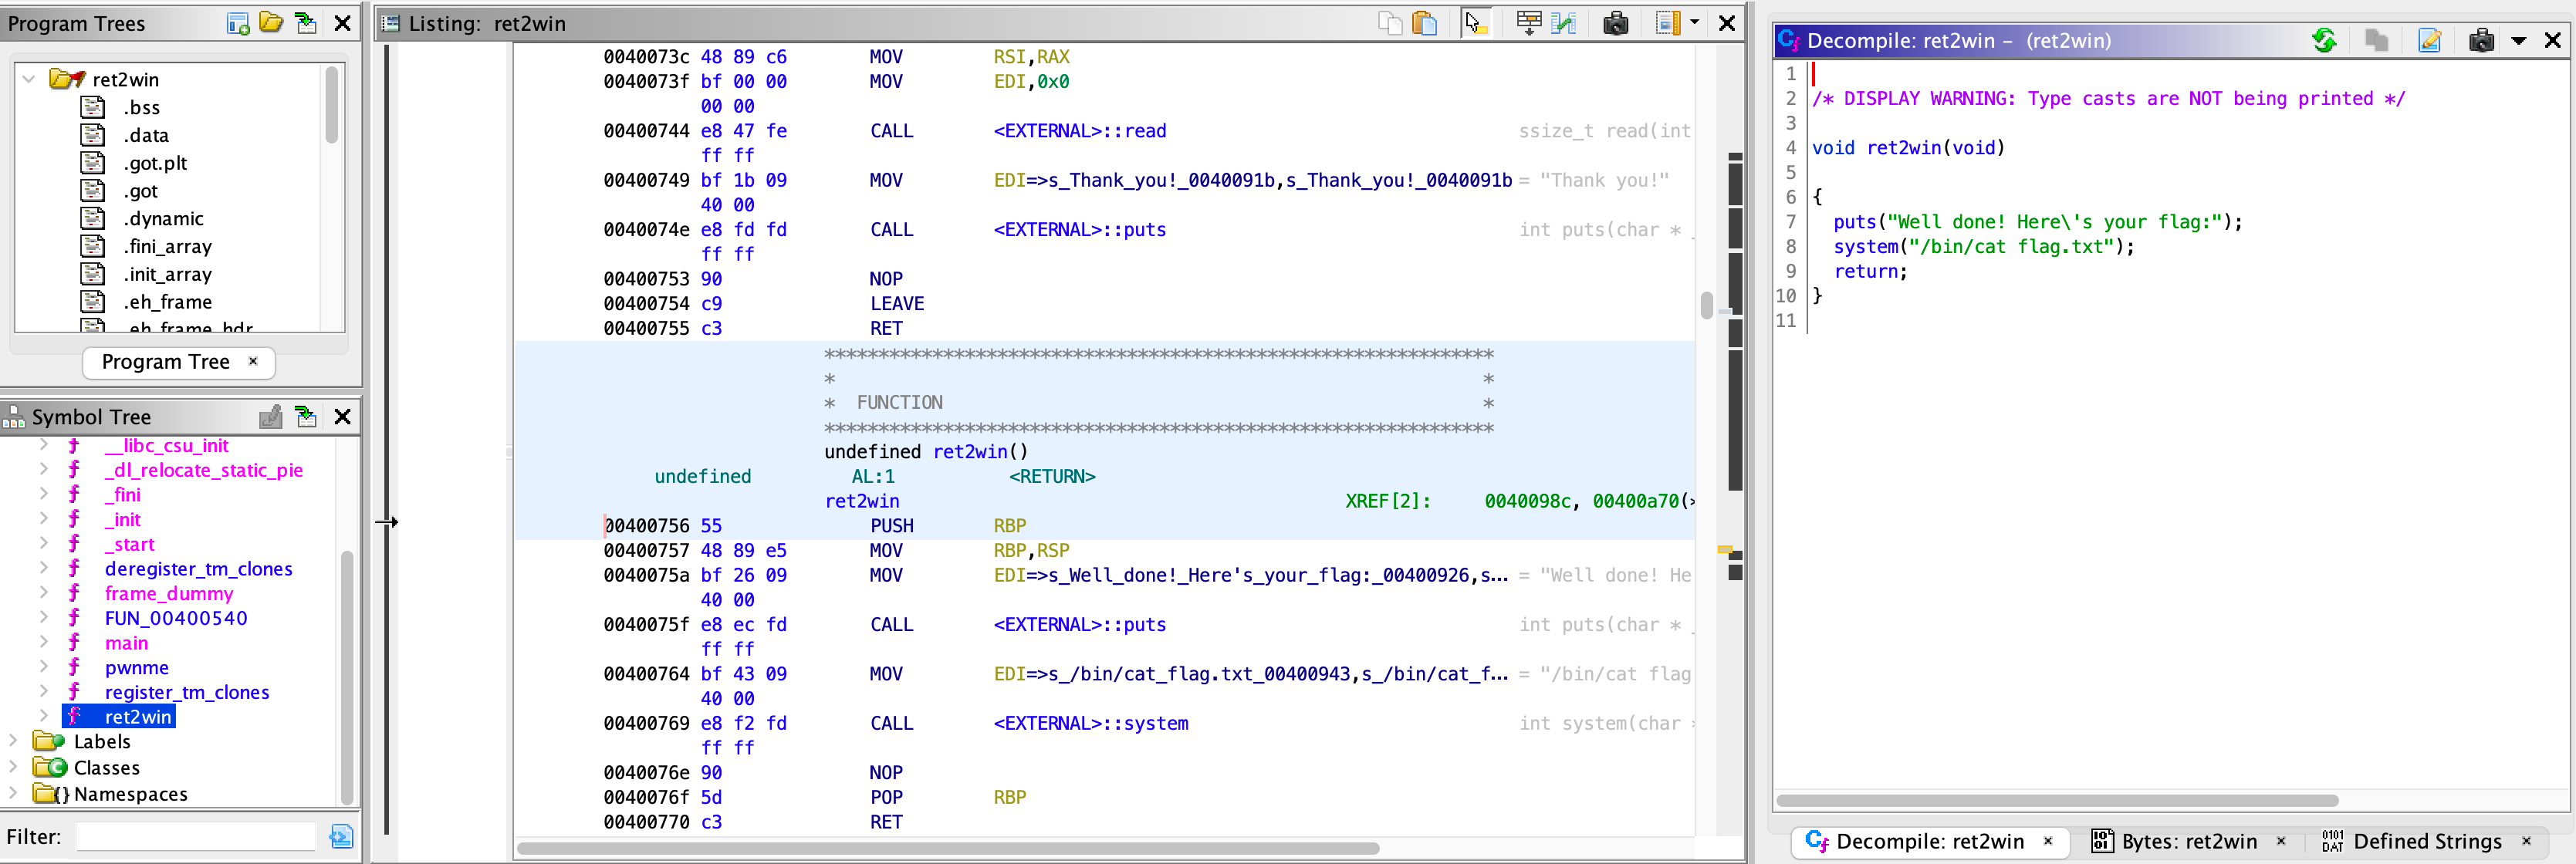 Program Trees
ret2win
.bss
.data
.got.plt
.got
.dynamic
.fini_array
.init_array
.eh_frame
.eh_frame_hdr
Program Tree ×
Symbol Tree
__libc_csu_init
_dl_relocate_static_pie
_fini
_init
_start
deregister_tm_clones
frame_dummy
FUN_00400540
main
pwnme
register_tm_clones
ret2win
Labels
Classes
{} Namespaces
Filter:
Listing: ret2win
0040073c 48 89 c6 MOV RSI,RAX
0040073f bf 00 00 MOV EDI,0x0
00 00
00400744 e8 47 fe CALL <EXTERNAL>::read ssize_t read(int
ff ff
00400749 bf 1b 09 MOV EDI=>s_Thank_you!_0040091b,s_Thank_you!_0040091b = "Thank you!"
40 00
0040074e e8 fd fd CALL <EXTERNAL>::puts int puts(char * _
ff ff
00400753 90 NOP
00400754 c9 LEAVE
00400755 c3 RET
**************************************************************
* *
* FUNCTION *
**************************************************************
undefined ret2win()
undefined AL:1 <RETURN>
ret2win XREF[2]: 0040098c, 00400a70(
00400756 55 PUSH RBP
00400757 48 89 e5 MOV RBP,RSP
0040075a bf 26 09 MOV EDI=>s_Well_done!_Here's_your_flag:_00400926,s... = "Well done! He
40 00
0040075f e8 ec fd CALL <EXTERNAL>::puts int puts(char * _
ff ff
00400764 bf 43 09 MOV EDI=>s_/bin/cat_flag.txt_00400943,s_/bin/cat_f... = "/bin/cat flag
40 00
00400769 e8 f2 fd CALL <EXTERNAL>::system int system(char
ff ff
0040076e 90 NOP
0040076f 5d POP RBP
00400770 c3 RET
Decompile: ret2win – (ret2win)
1
2 /* DISPLAY WARNING: Type casts are NOT being printed */
3
4 void ret2win(void)
5
6 {
7 puts("Well done! Here\'s your flag:");
8 system("/bin/cat flag.txt");
9 return;
10 }
11
Decompile: ret2win × Bytes: ret2win × Defined Strings ×